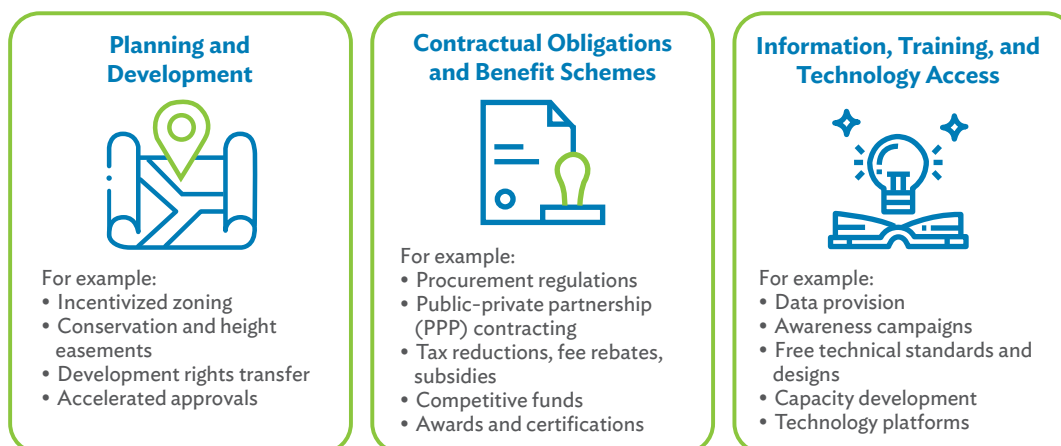 Planning and
Development
For example:
• Incentivized zoning
• Conservation and height
easements
• Development rights transfer
• Accelerated approvals
Contractual Obligations
and Benefit Schemes
For example:
• Procurement regulations
• Public–private partnership
(PPP) contracting
• Tax reductions, fee rebates,
subsidies
• Competitive funds
• Awards and certifications
Information, Training, and
Technology Access
For example:
• Data provision
• Awareness campaigns
• Free technical standards and
designs
• Capacity development
• Technology platforms